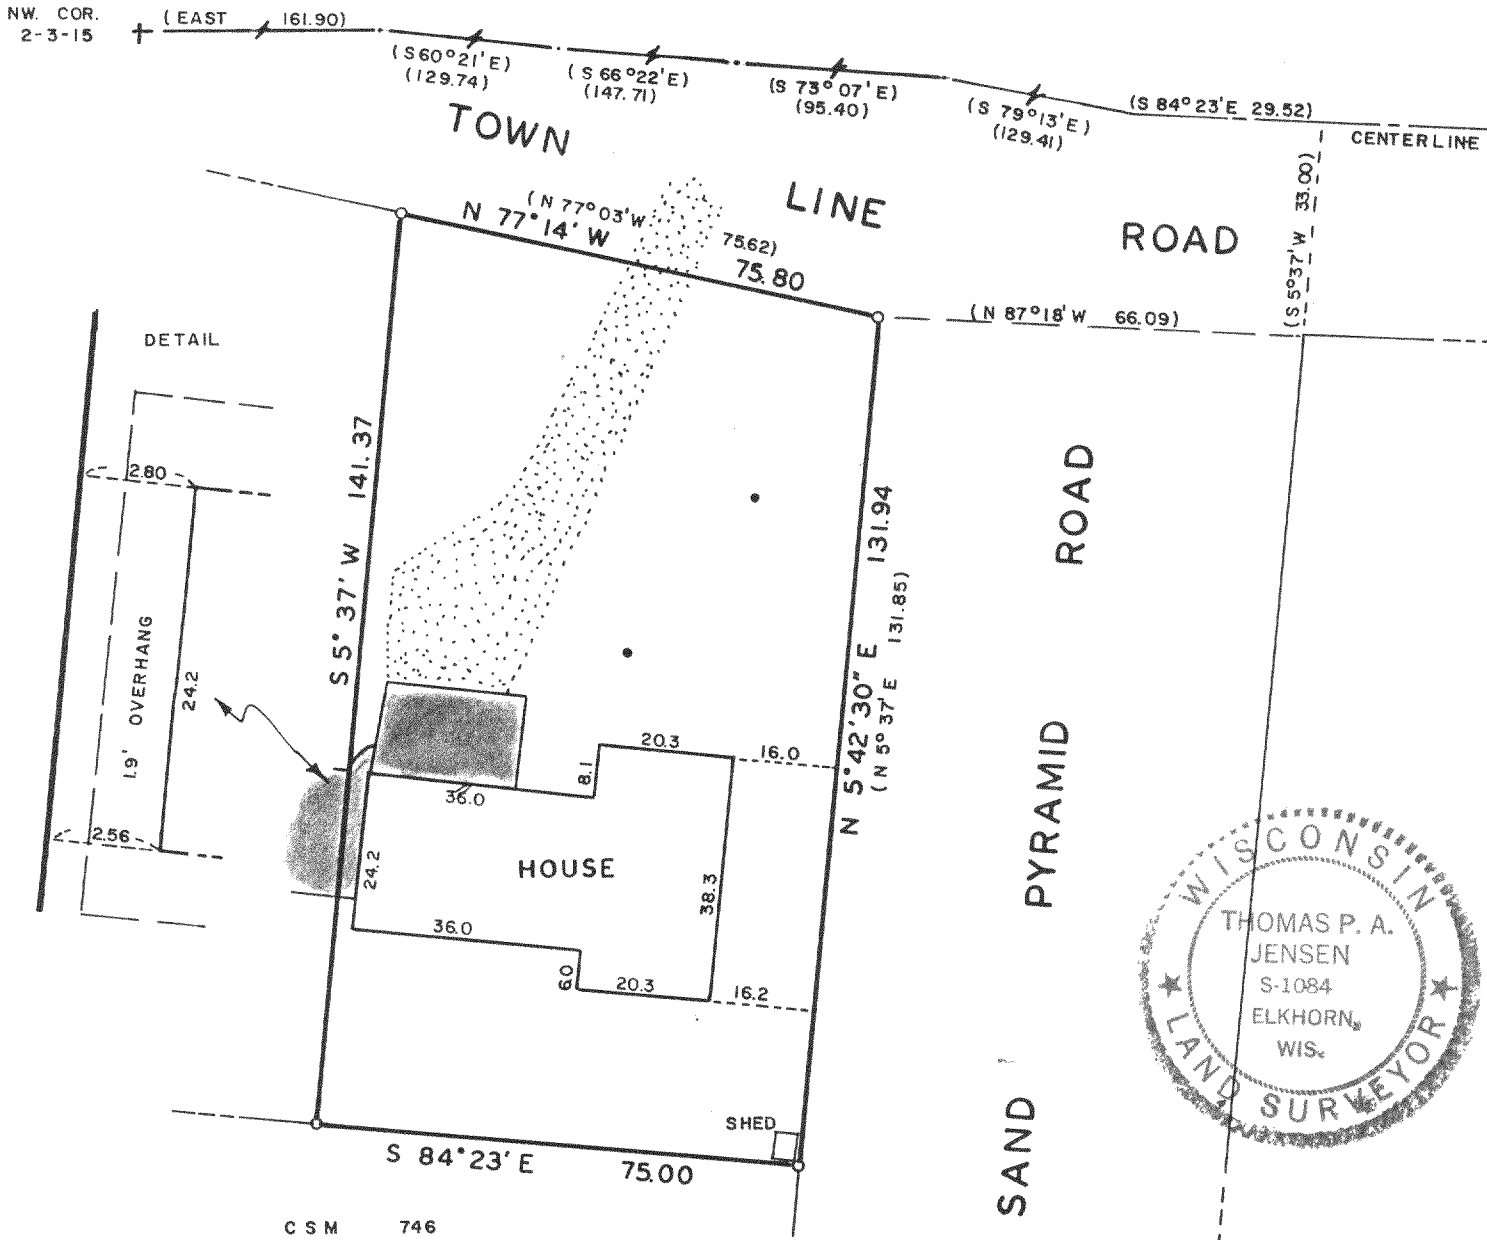 NW. COR.
2-3-15
(EAST 161.90)
(S 60°21' E)
(129.74)
(S 66°22' E)
(147.71)
(S 73°07' E)
(95.40)
(S 79°13' E)
(129.41)
(S 84°23' E 29.52)
CENTERLINE
(S 5°37' W 33.00)
TOWN LINE ROAD
(N 77°03' W 75.62)
N 77°14' W 75.80
(N 87°18' W 66.09)
DETAIL
2.80
1.9' OVERHANG
24.2
2.56
S 5°37' W 141.37
N 5°42'30" E 131.94
(N 5°37' E 131.85)
SAND PYRAMID ROAD
20.3
16.0
8.1
36.0
24.2
HOUSE
38.3
36.0
6.0
20.3
16.2
SHED
S 84°23' E 75.00
CSM 746
WISCONSIN
THOMAS P. A.
JENSEN
S-1084
ELKHORN,
WIS.
LAND SURVEYOR